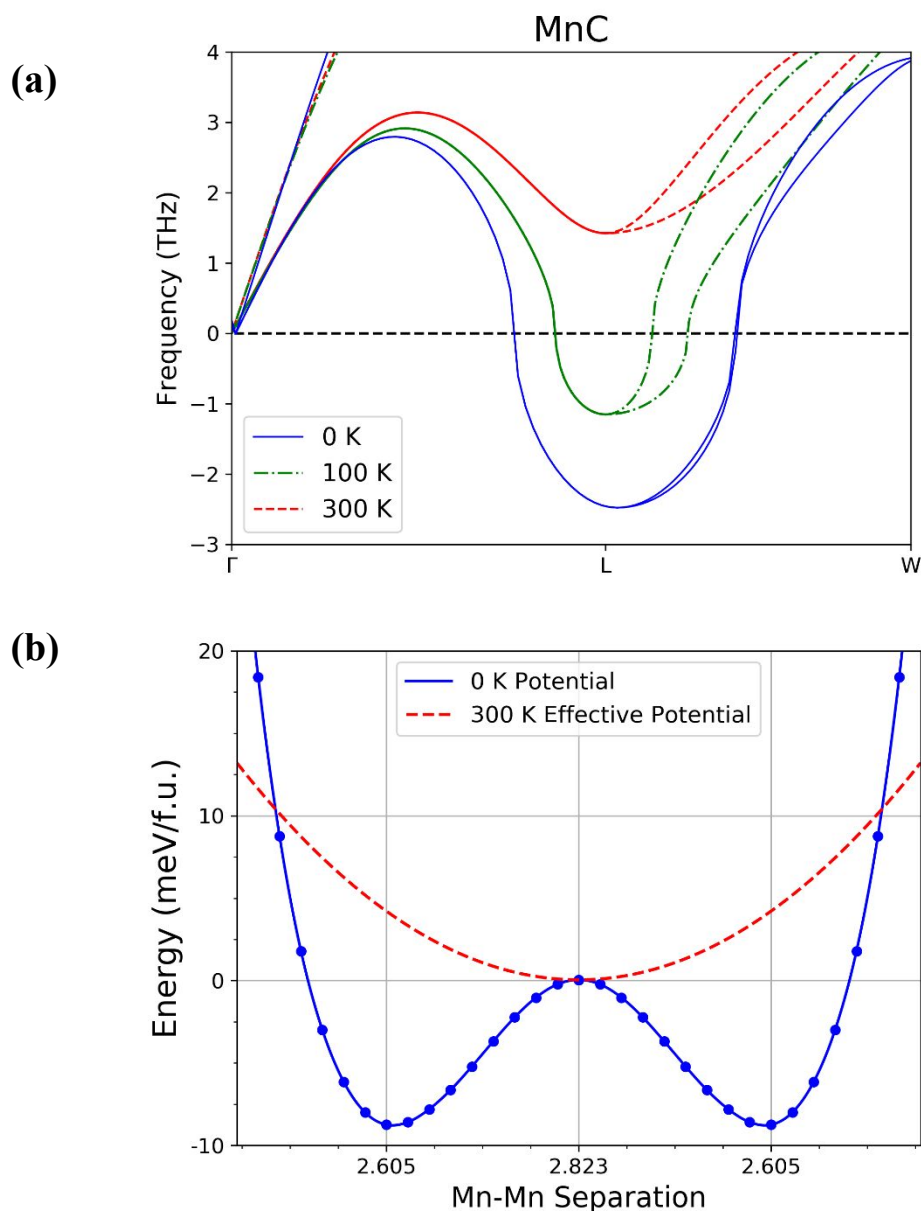 MnC
(a)
4
3
2
1
0
−1
−2
−3
Frequency (THz)
0 K
100 K
300 K
Γ
L
W
(b)
20
10
0
-10
Energy (meV/f.u.)
0 K Potential
300 K Effective Potential
2.605
2.823
2.605
Mn-Mn Separation